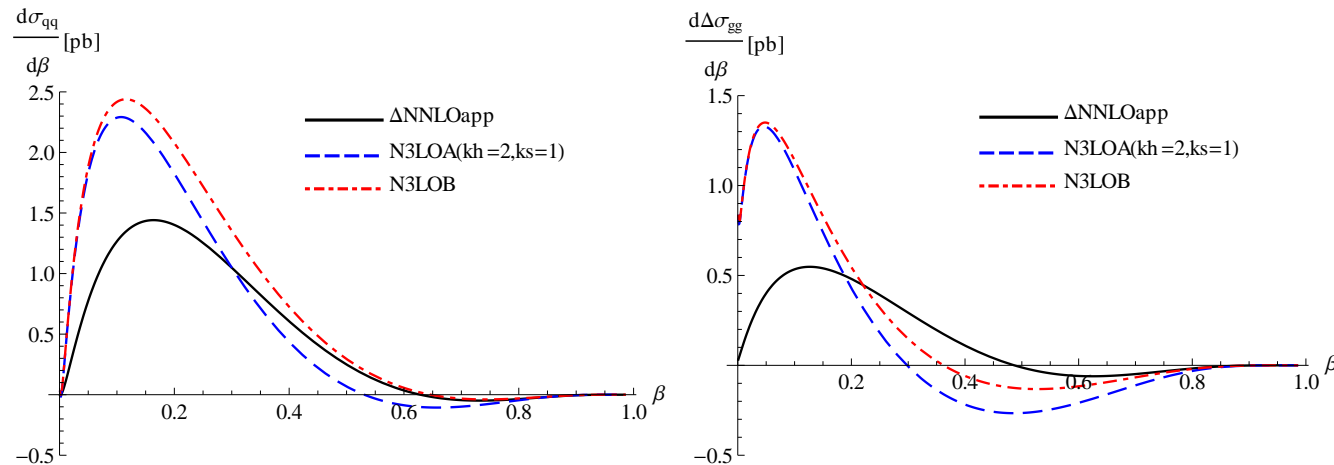 dσqq
dβ
[pb]
2.5
2.0
1.5
1.0
0.5
−0.5
0.2
0.4
0.6
0.8
1.0
β
ΔNNLOapp
N3LOA(kh=2,ks=1)
N3LOB
dΔσgg
dβ
[pb]
1.5
1.0
0.5
−0.5
0.2
0.4
0.6
0.8
1.0
β
ΔNNLOapp
N3LOA(kh=2,ks=1)
N3LOB